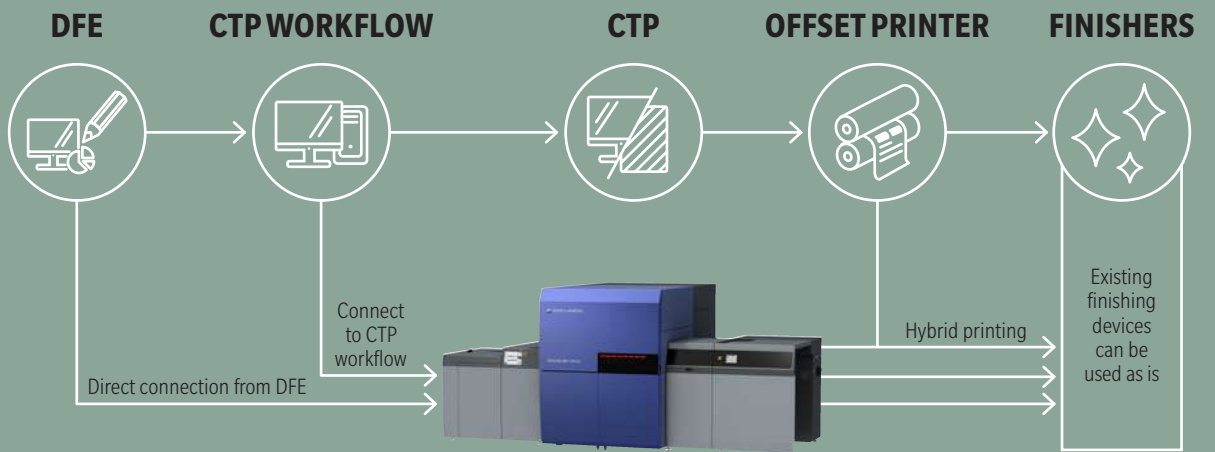 DFE
CTP WORKFLOW
CTP
OFFSET PRINTER
FINISHERS
Connect
to CTP
workflow
Direct connection from DFE
Hybrid printing
Existing
finishing
devices
can be
used as is